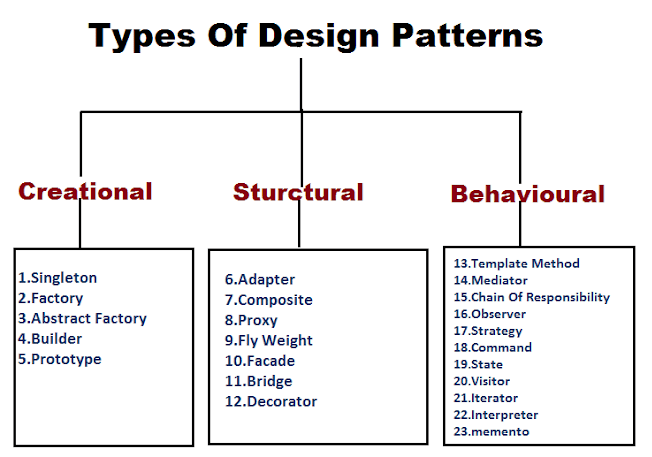 Types Of Design Patterns
Creational
Sturctural
Behavioural
1.Singleton
2.Factory
3.Abstract Factory
4.Builder
5.Prototype
6.Adapter
7.Composite
8.Proxy
9.Fly Weight
10.Facade
11.Bridge
12.Decorator
13.Template Method
14.Mediator
15.Chain Of Responsibility
16.Observer
17.Strategy
18.Command
19.State
20.Visitor
21.Iterator
22.Interpreter
23.memento